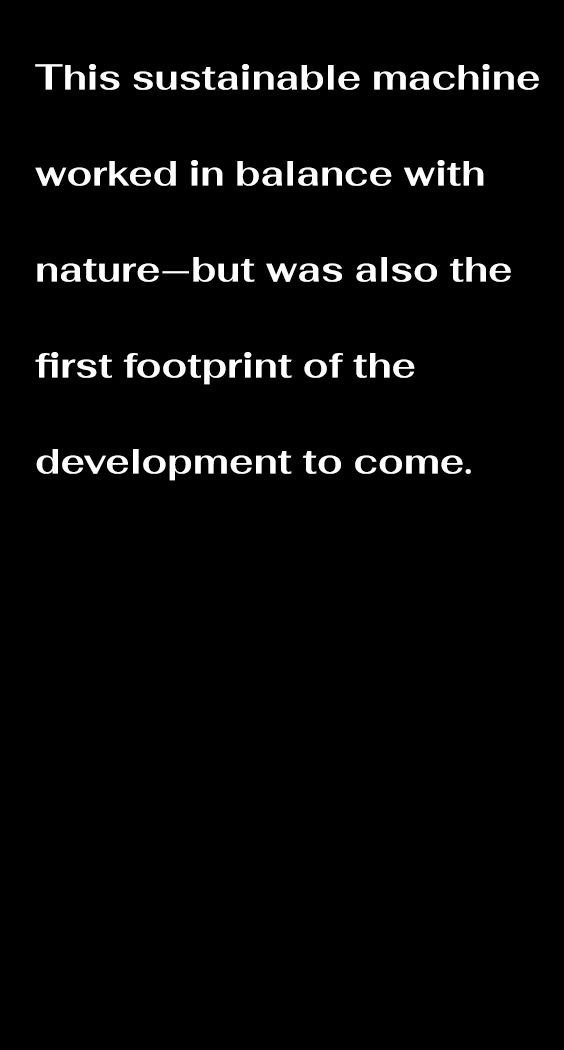 This sustainable machine
worked in balance with
nature—but was also the
first footprint of the
development to come.